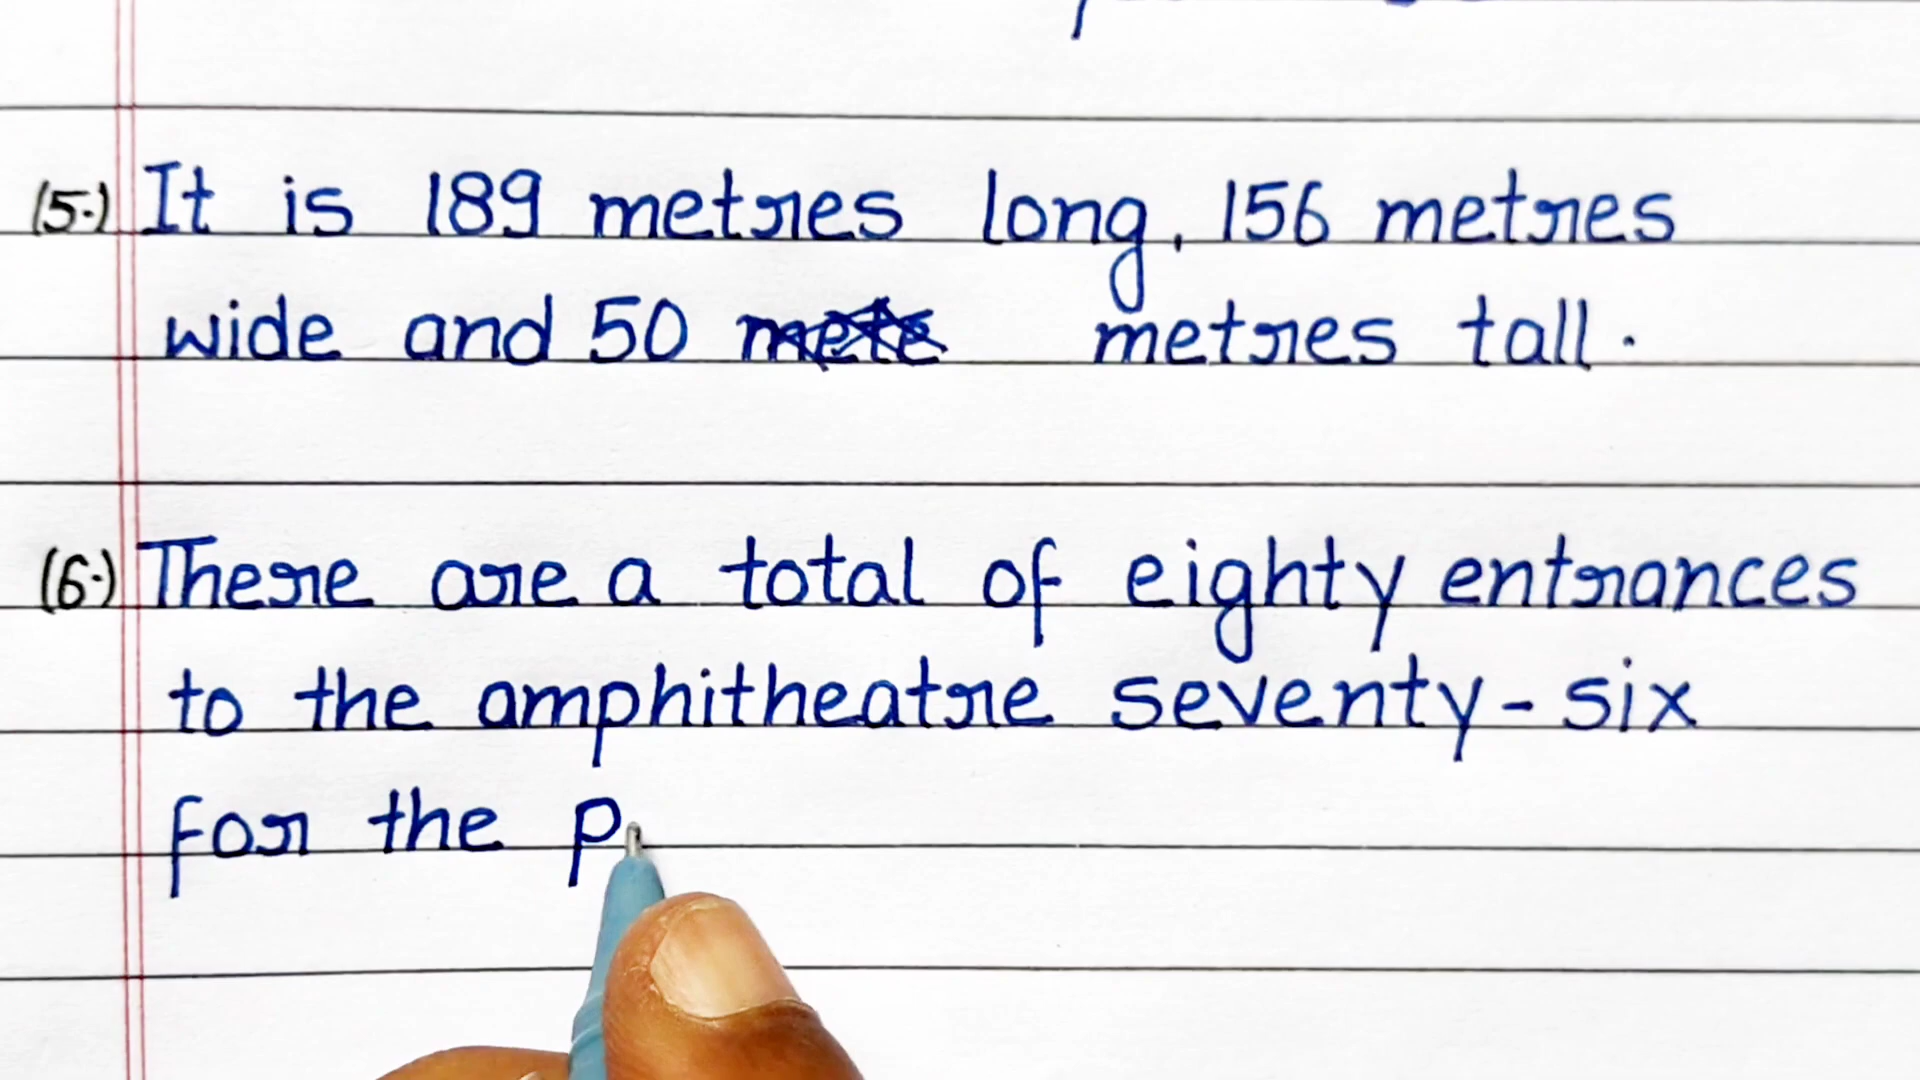 (5.) It is 189 metres long, 156 metres
wide and 50 metres tall.
(6.) There are a total of eighty entrances
to the amphitheatre seventy-six
for the p